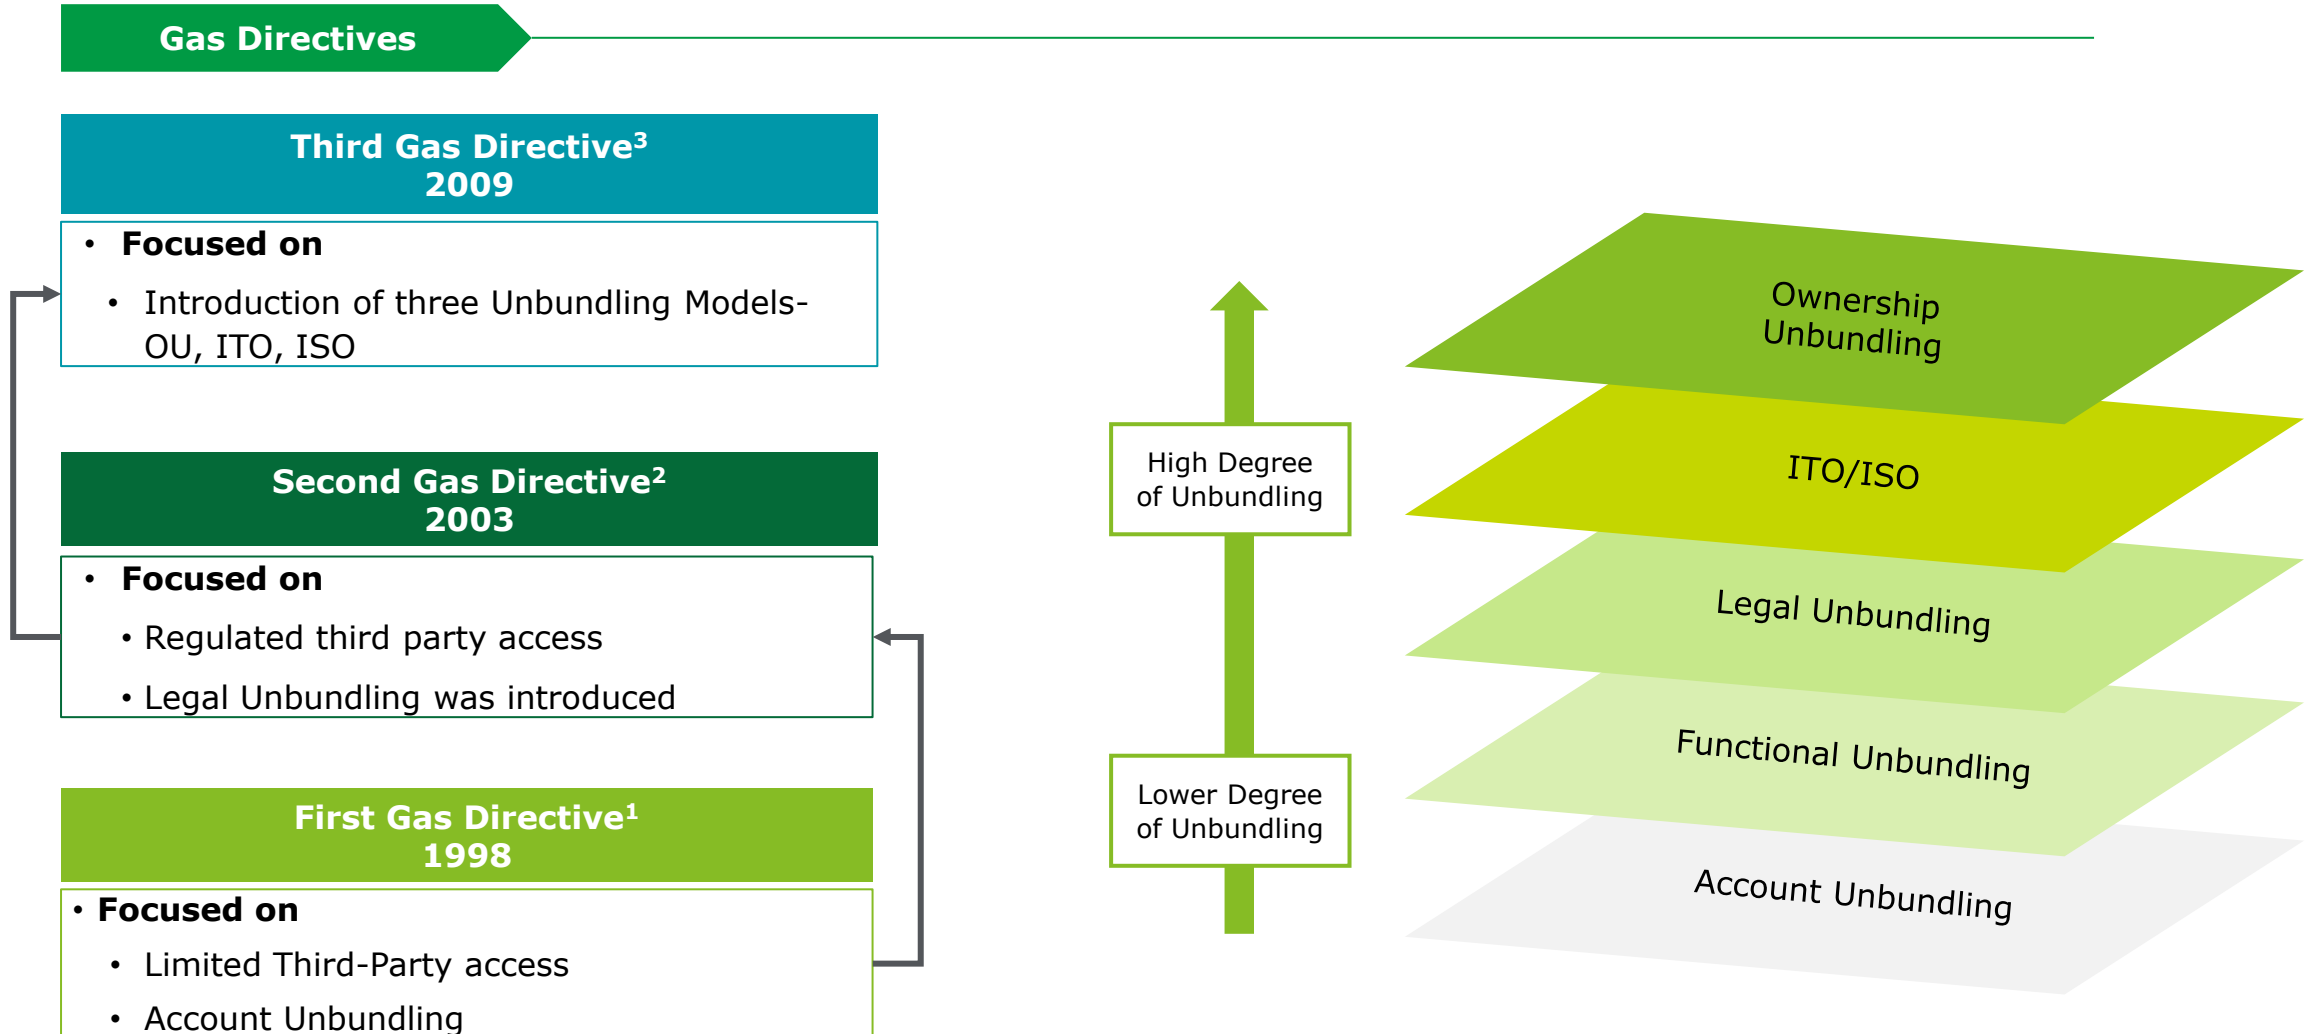 Gas Directives
Third Gas Directive³
2009
• Focused on
• Introduction of three Unbundling Models-
OU, ITO, ISO
Second Gas Directive²
2003
• Focused on
• Regulated third party access
• Legal Unbundling was introduced
First Gas Directive¹
1998
• Focused on
• Limited Third-Party access
• Account Unbundling
High Degree
of Unbundling
Lower Degree
of Unbundling
Ownership
Unbundling
ITO/ISO
Legal Unbundling
Functional Unbundling
Account Unbundling